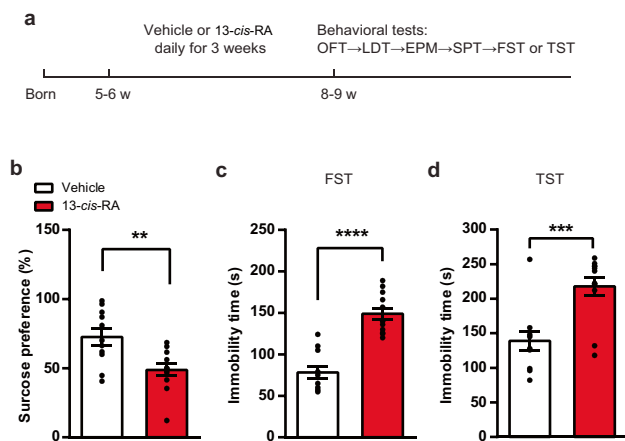 a
Vehicle or 13-cis-RA
daily for 3 weeks
Behavioral tests:
OFT→LDT→EPM→SPT→FST or TST
Born
5-6 w
8-9 w
b
Vehicle
13-cis-RA
Surcose preference (%)
150
100
50
0
**
c
FST
Immobility time (s)
250
200
150
100
50
0
****
d
TST
Immobility time (s)
300
250
200
150
100
50
0
***